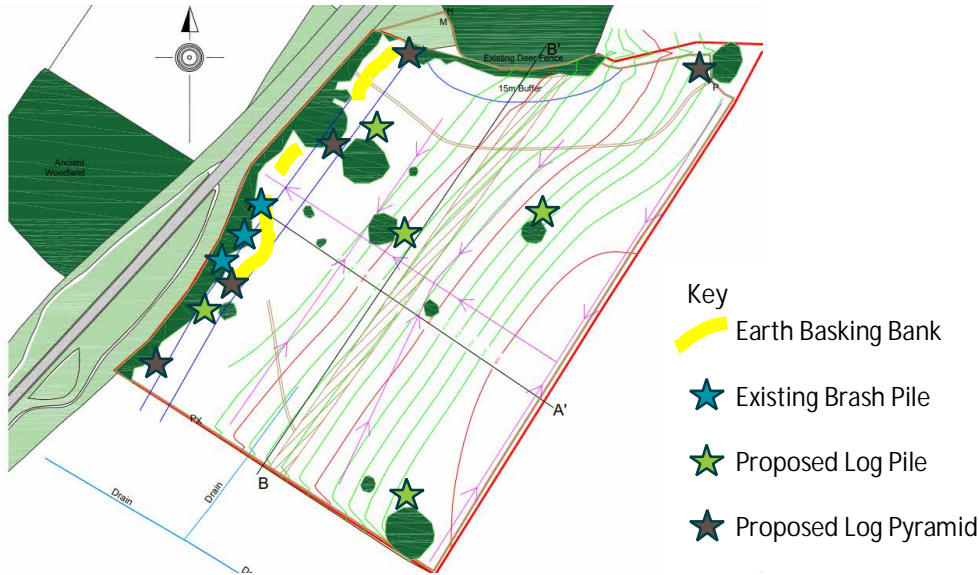 H
M
Existing Deer Fence
B'
15m Buffer
P
Ancient
Woodland
A'
PX
B
Drain
Drain
Key
Earth Basking Bank
Existing Brash Pile
Proposed Log Pile
Proposed Log Pyramid